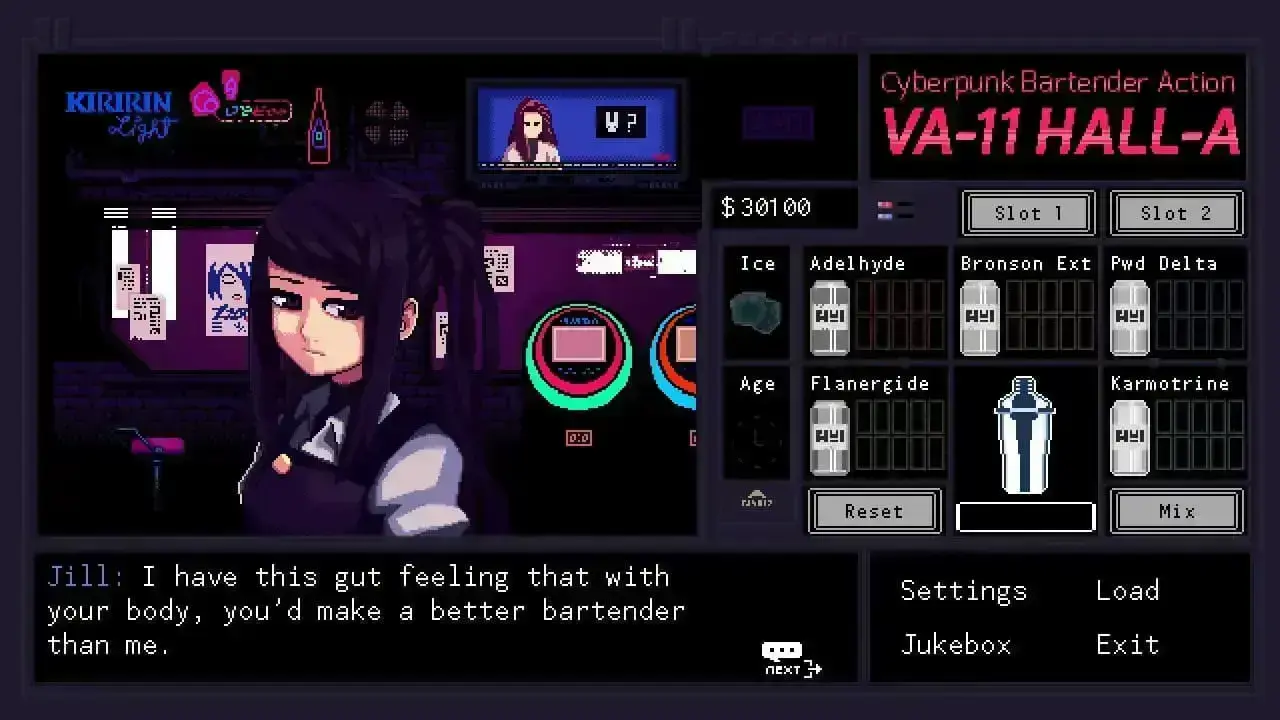 KIRIRIN
Light
W?
Cyberpunk Bartender Action
VA-11 HALL-A
$ 30100
Slot 1
Slot 2
Ice
Adelhyde
Bronson Ext
Pwd Delta
Age
Flanergide
Karmotrine
Reset
Mix
Jill: I have this gut feeling that with
your body, you'd make a better bartender
than me.
NEXT
Settings
Load
Jukebox
Exit